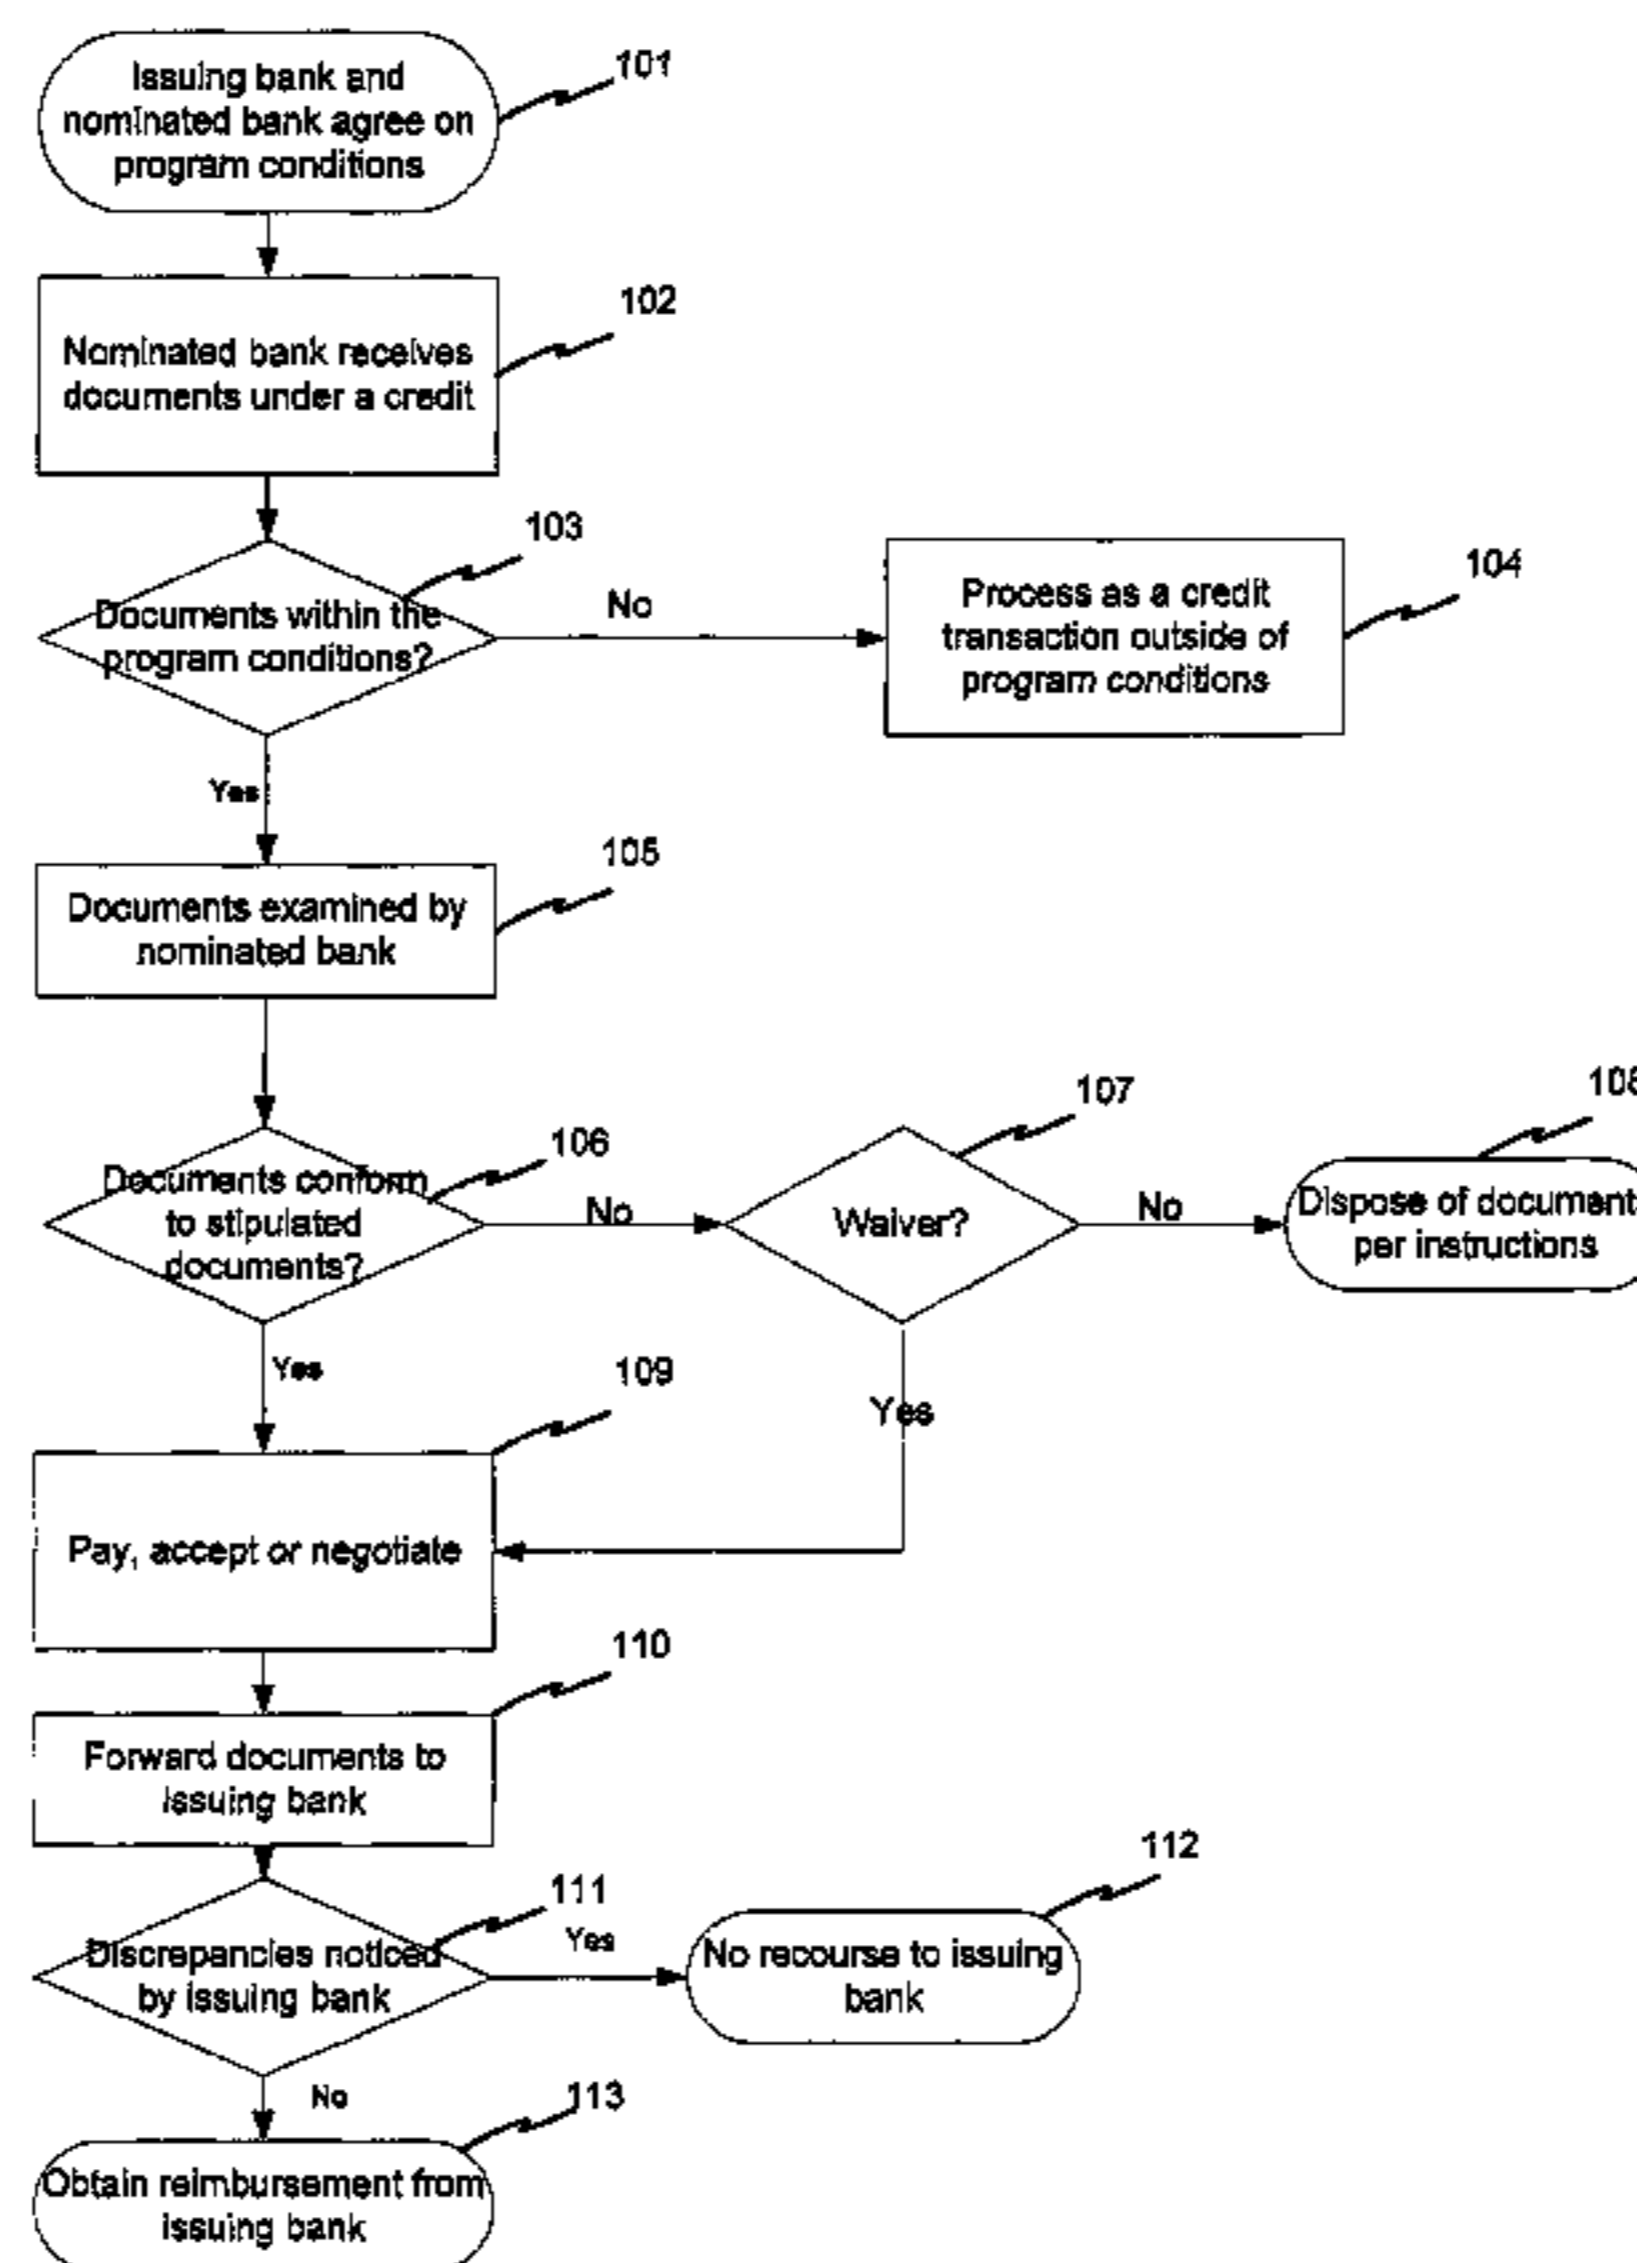 Issuing bank and
nominated bank agree on
program conditions
101
Nominated bank receives
documents under a credit
102
Documents within the
program conditions?
103
No
Process as a credit
transaction outside of
program conditions
104
Yes
Documents examined by
nominated bank
105
Documents conform
to stipulated
documents?
106
No
Waiver?
107
No
Dispose of document
per instructions
108
Yes
Yes
Pay, accept or negotiate
109
Forward documents to
issuing bank
110
Discrepancies noticed
by issuing bank
111
Yes
No recourse to issuing
bank
112
No
Obtain reimbursement from
issuing bank
113